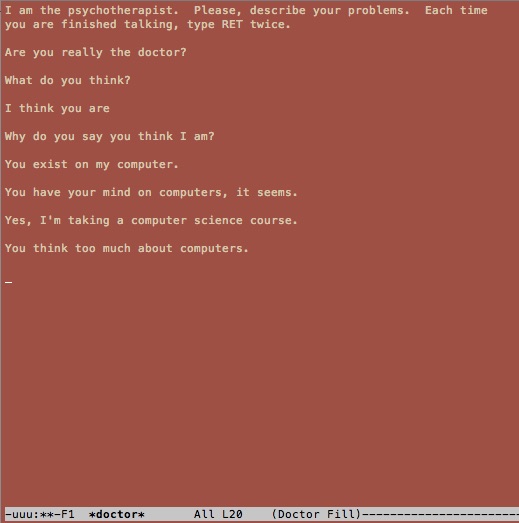 I am the psychotherapist.  Please, describe your problems.  Each time
you are finished talking, type RET twice.
Are you really the doctor?
What do you think?
I think you are
Why do you say you think I am?
You exist on my computer.
You have your mind on computers, it seems.
Yes, I'm taking a computer science course.
You think too much about computers.
-uuu:**-F1  *doctor*       All L20    (Doctor Fill)-----------------------